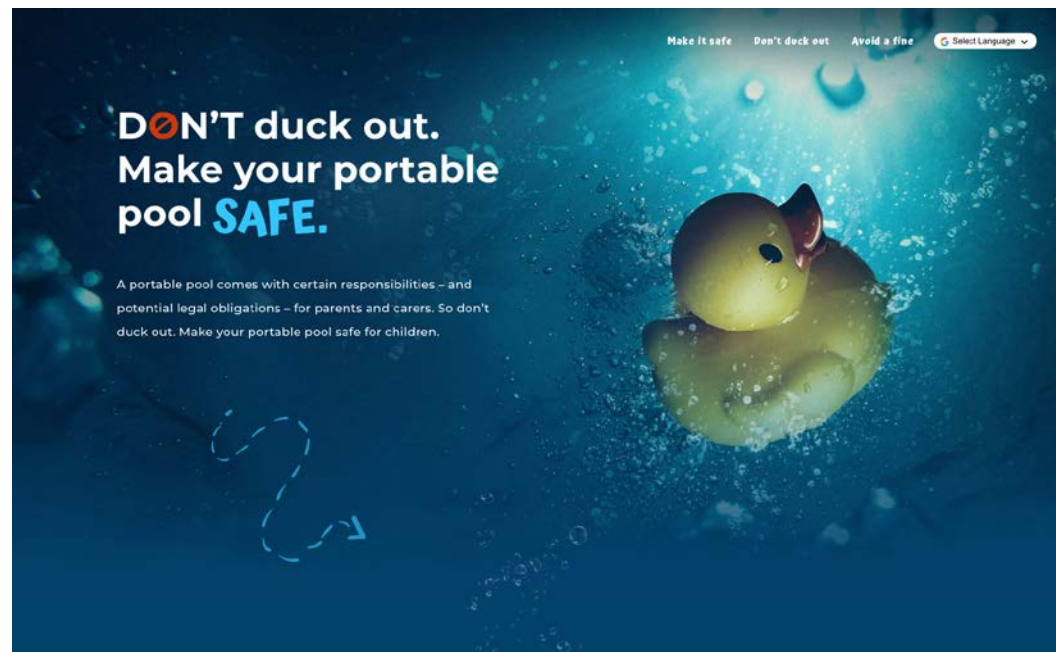 Make it safe Don't duck out Avoid a fine Select Language
DON'T duck out.
Make your portable
pool SAFE.
A portable pool comes with certain responsibilities – and
potential legal obligations – for parents and carers. So don't
duck out. Make your portable pool safe for children.